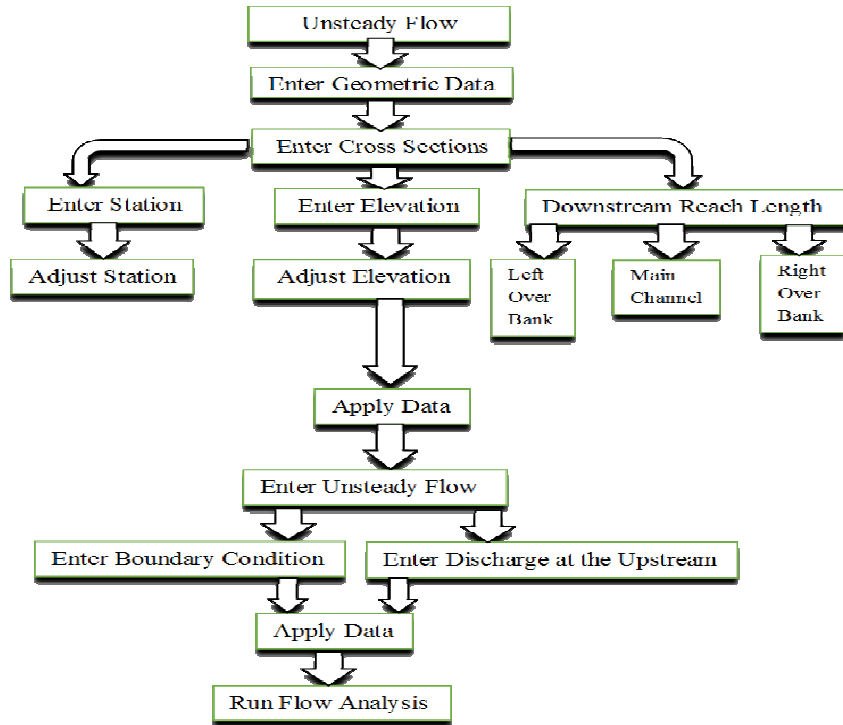 Unsteady Flow
Enter Geometric Data
Enter Cross Sections
Enter Station
Enter Elevation
Downstream Reach Length
Adjust Station
Adjust Elevation
Left
Over
Bank
Main
Channel
Right
Over
Bank
Apply Data
Enter Unsteady Flow
Enter Boundary Condition
Enter Discharge at the Upstream
Apply Data
Run Flow Analysis